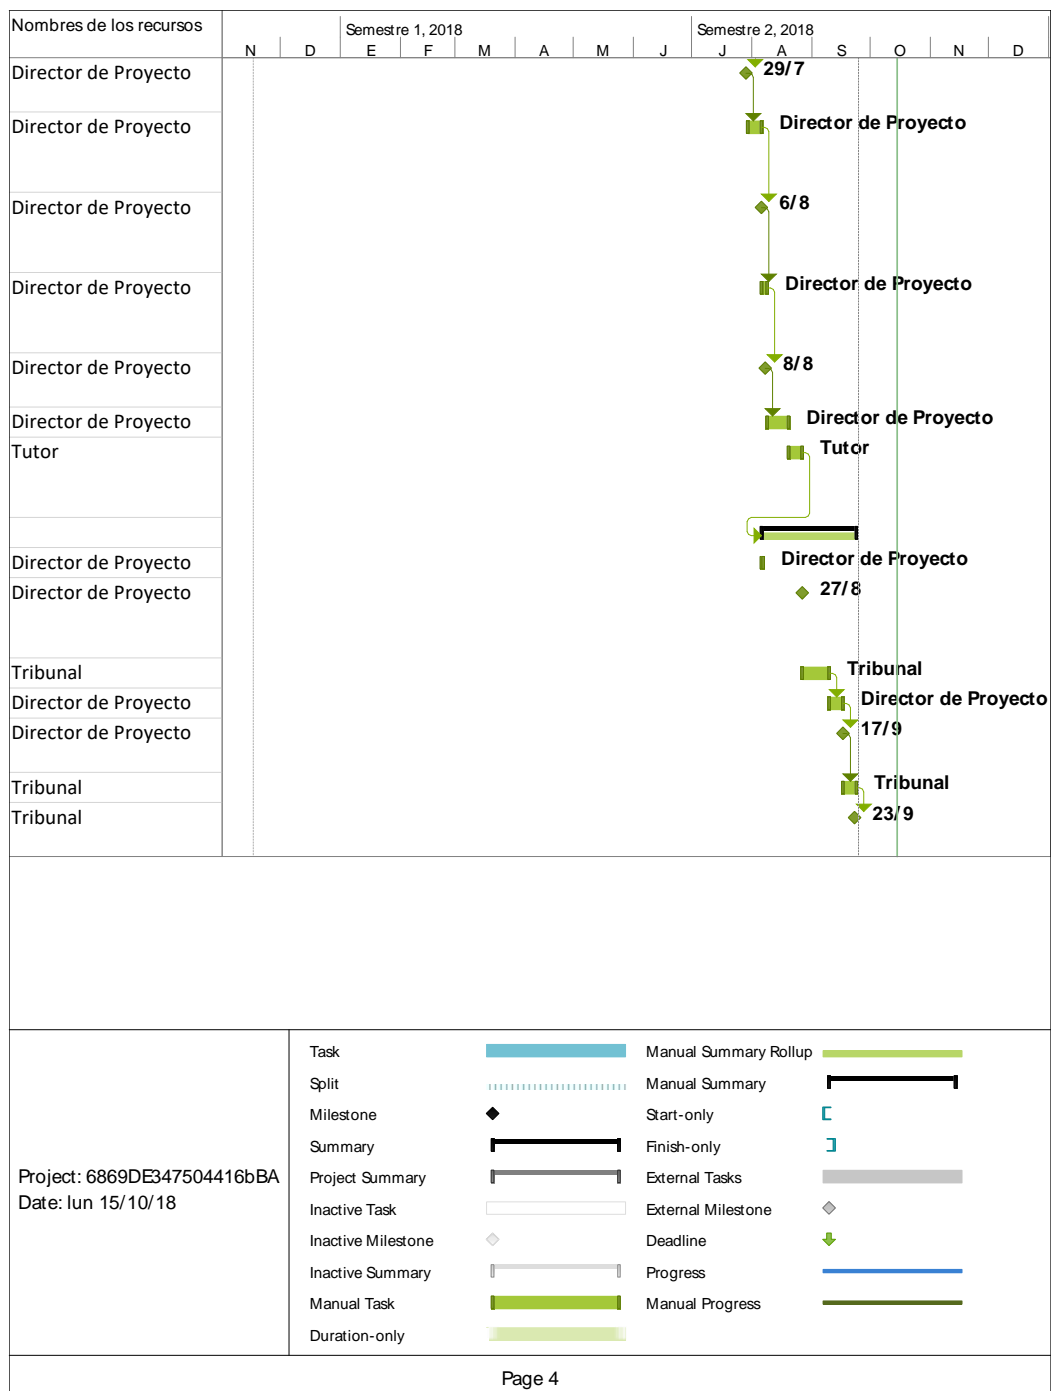 Nombres de los recursos
Semestre 1, 2018
Semestre 2, 2018
N D E F M A M J J A S O N D
Director de Proyecto
29/7
Director de Proyecto
Director de Proyecto
Director de Proyecto
6/8
Director de Proyecto
Director de Proyecto
Director de Proyecto
8/8
Director de Proyecto
Director de Proyecto
Tutor
Tutor
Director de Proyecto
Director de Proyecto
Director de Proyecto
27/8
Tribunal
Tribunal
Director de Proyecto
Director de Proyecto
Director de Proyecto
17/9
Tribunal
Tribunal
Tribunal
23/9
Project: 6869DE347504416bBA
Date: lun 15/10/18
Task
Split
Milestone
Summary
Project Summary
Inactive Task
Inactive Milestone
Inactive Summary
Manual Task
Duration-only
Manual Summary Rollup
Manual Summary
Start-only
Finish-only
External Tasks
External Milestone
Deadline
Progress
Manual Progress
Page 4